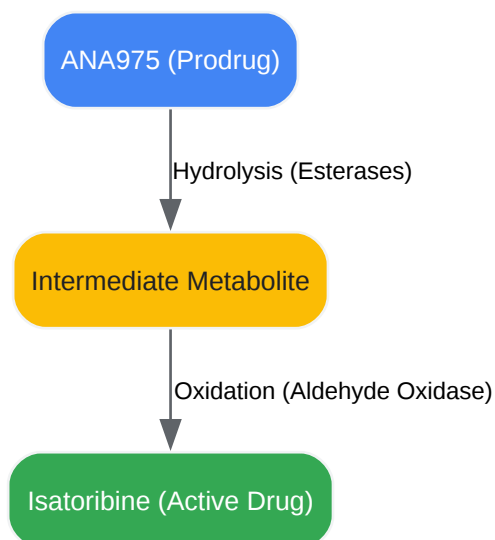 ANA975 (Prodrug)
Hydrolysis (Esterases)
Intermediate Metabolite
Oxidation (Aldehyde Oxidase)
Isatoribine (Active Drug)